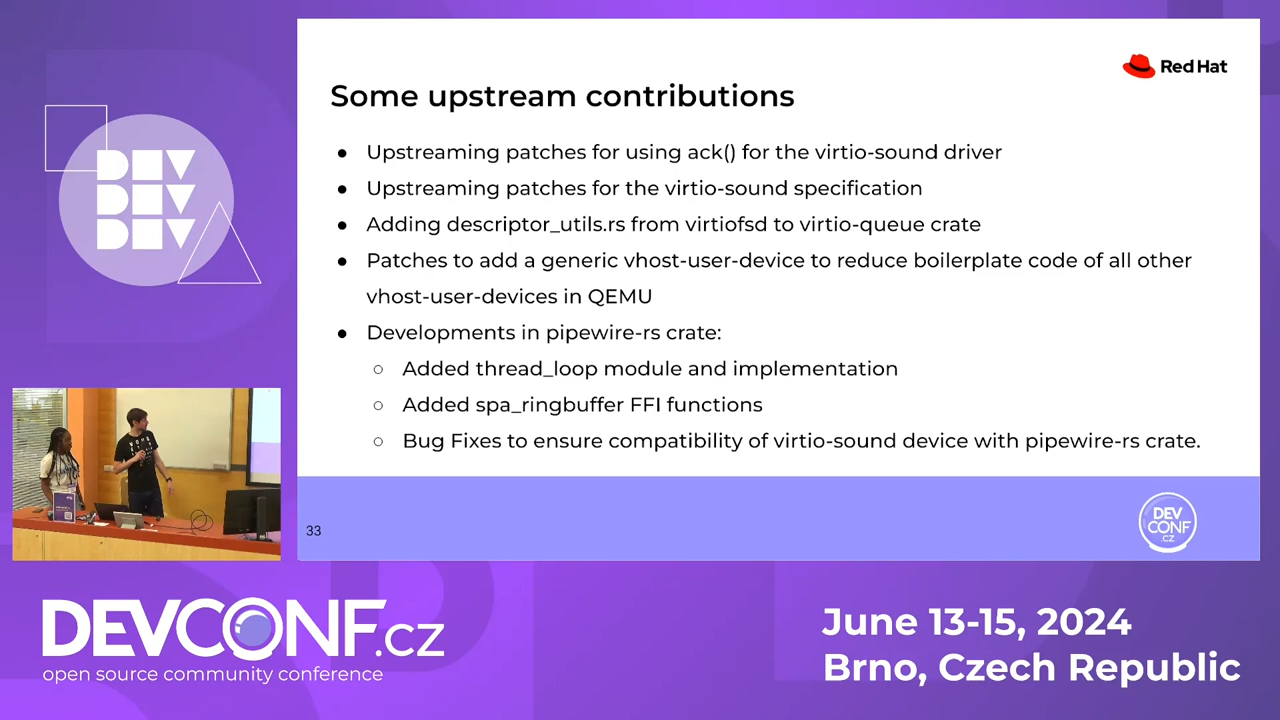 DEV
DEV
DEV
Red Hat
Some upstream contributions
● Upstreaming patches for using ack() for the virtio-sound driver
● Upstreaming patches for the virtio-sound specification
● Adding descriptor_utils.rs from virtiofsd to virtio-queue crate
● Patches to add a generic vhost-user-device to reduce boilerplate code of all other
vhost-user-devices in QEMU
● Developments in pipewire-rs crate:
○ Added thread_loop module and implementation
○ Added spa_ringbuffer FFI functions
○ Bug Fixes to ensure compatibility of virtio-sound device with pipewire-rs crate.
33
DEV
CONF
CZ
DEVCONF.cz
open source community conference
June 13-15, 2024
Brno, Czech Republic